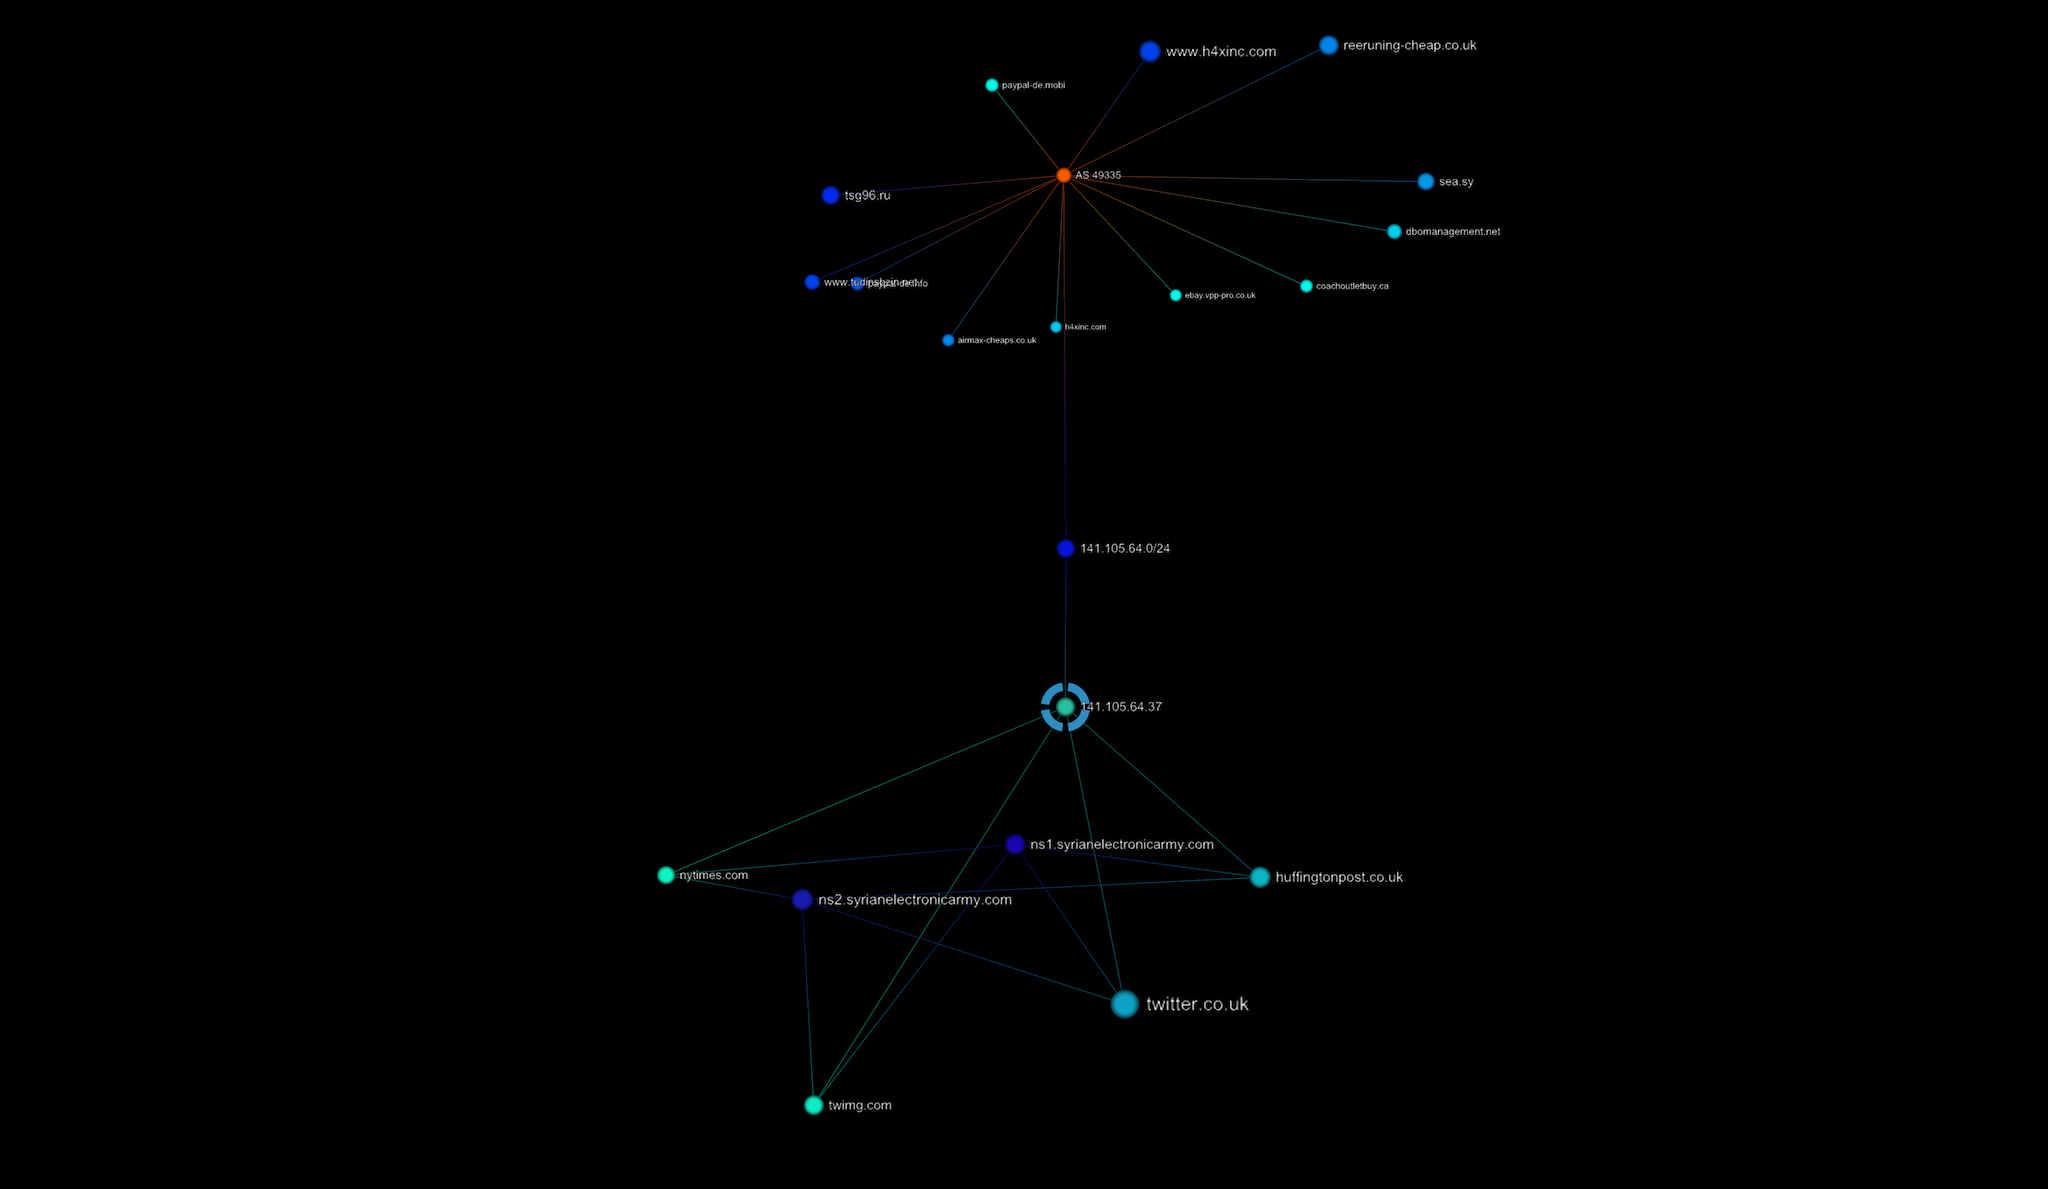 reeruning-cheap.co.uk
www.h4xinc.com
paypal-de.mobi
AS 49335
sea.sy
tsg96.ru
dbomanagement.net
paypal-de.info
coachoutletbuy.ca
ebay.vpp-pro.co.uk
h4xinc.com
airmax-cheaps.co.uk
141.105.64.0/24
141.105.64.37
ns1.syrianelectronicarmy.com
nytimes.com
huffingtonpost.co.uk
ns2.syrianelectronicarmy.com
twitter.co.uk
twimg.com